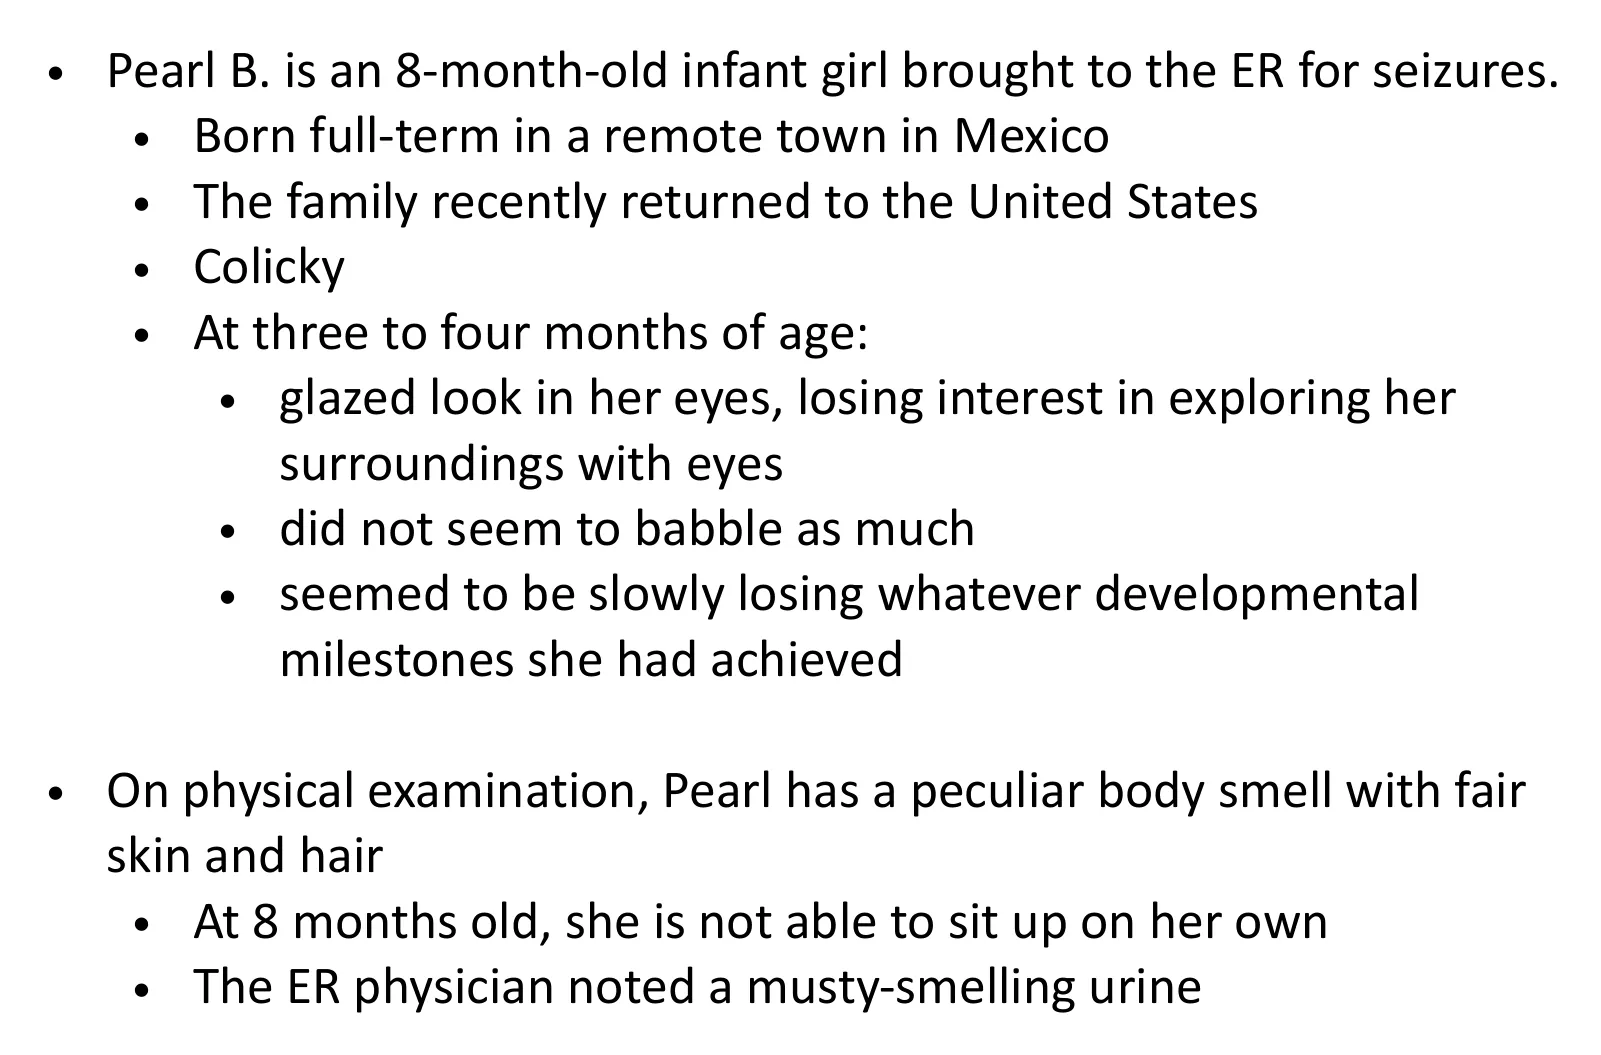 • Pearl B. is an 8-month-old infant girl brought to the ER for seizures.
• Born full-term in a remote town in Mexico
• The family recently returned to the United States
• Colicky
• At three to four months of age:
• glazed look in her eyes, losing interest in exploring her
surroundings with eyes
• did not seem to babble as much
• seemed to be slowly losing whatever developmental
milestones she had achieved
• On physical examination, Pearl has a peculiar body smell with fair
skin and hair
• At 8 months old, she is not able to sit up on her own
• The ER physician noted a musty-smelling urine